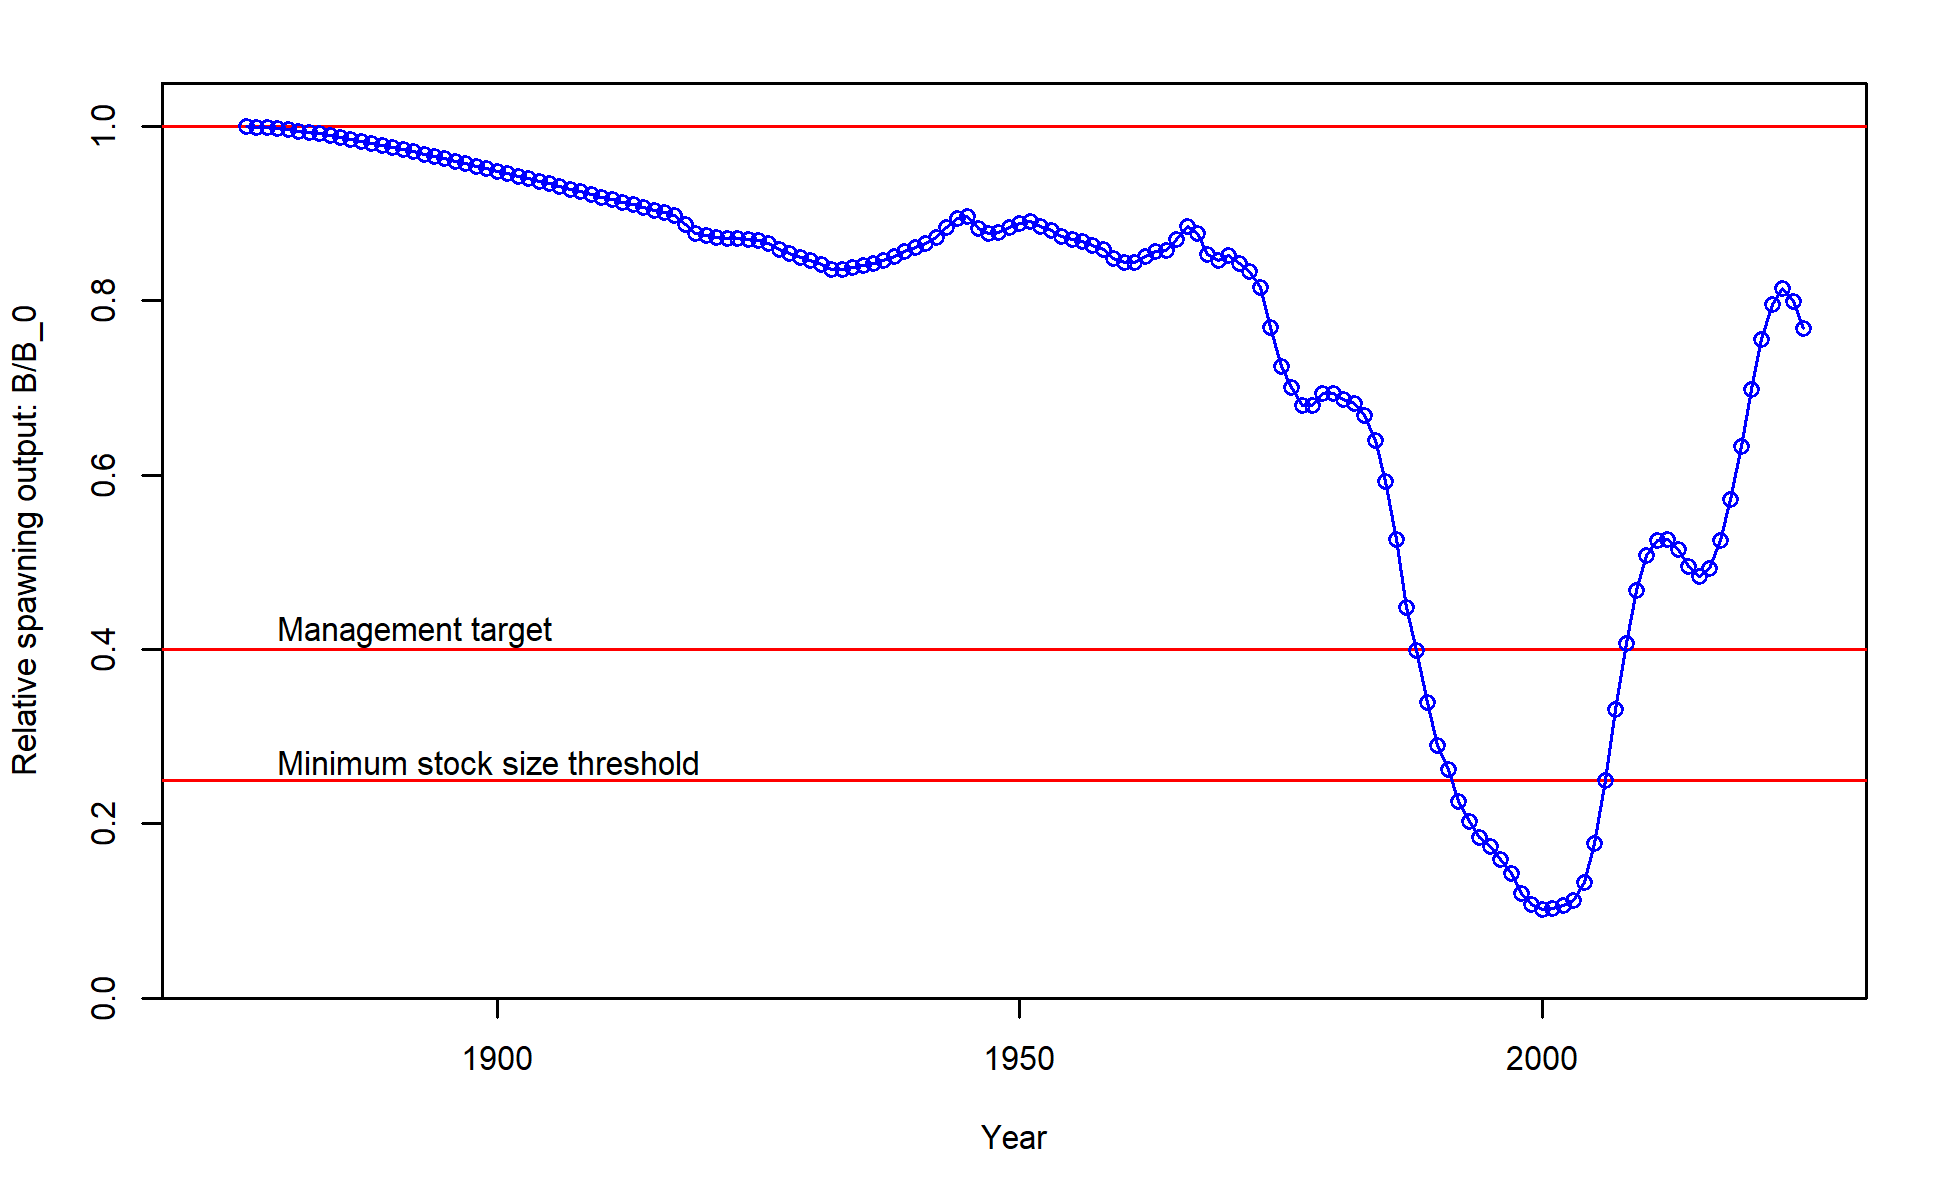 Relative spawning output: B/B_0
1.0
0.8
0.6
0.4
0.2
0.0
Management target
Minimum stock size threshold
1900 1950 2000
Year